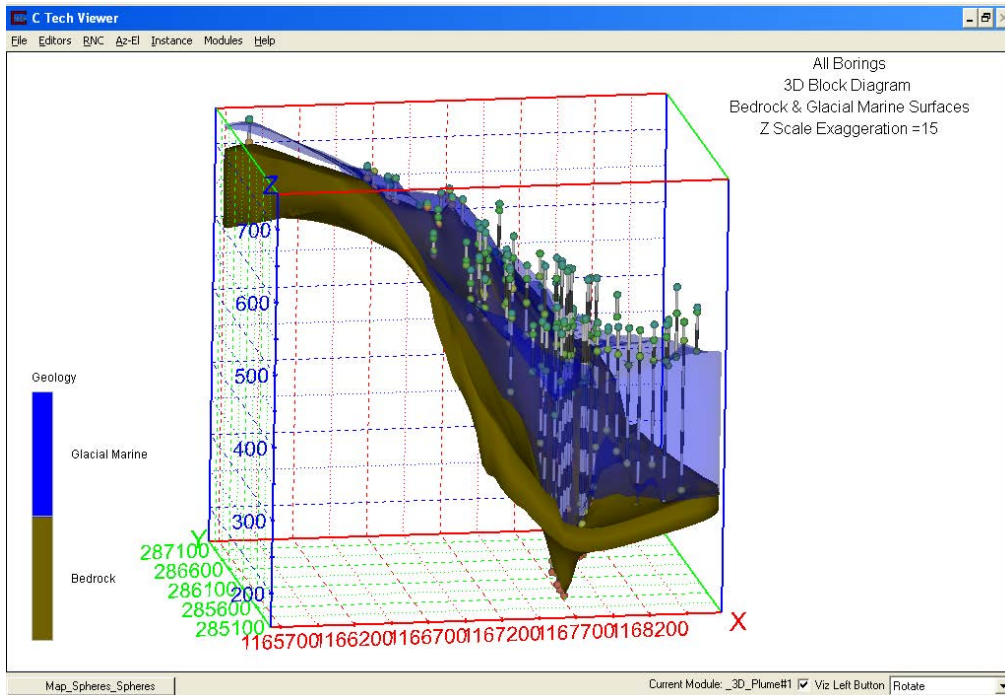 C Tech Viewer
File Editors RNC Az-El Instance Modules Help
All Borings
3D Block Diagram
Bedrock & Glacial Marine Surfaces
Z Scale Exaggeration =15
Z
700
600
500
400
300
200
Geology
Glacial Marine
Bedrock
Y
287100
286600
286100
285600
285100
1165700 1166200 1166700 1167200 1167700 1168200
X
Map_Spheres_Spheres
Current Module: _3D_Plume#1 Viz Left Button Rotate